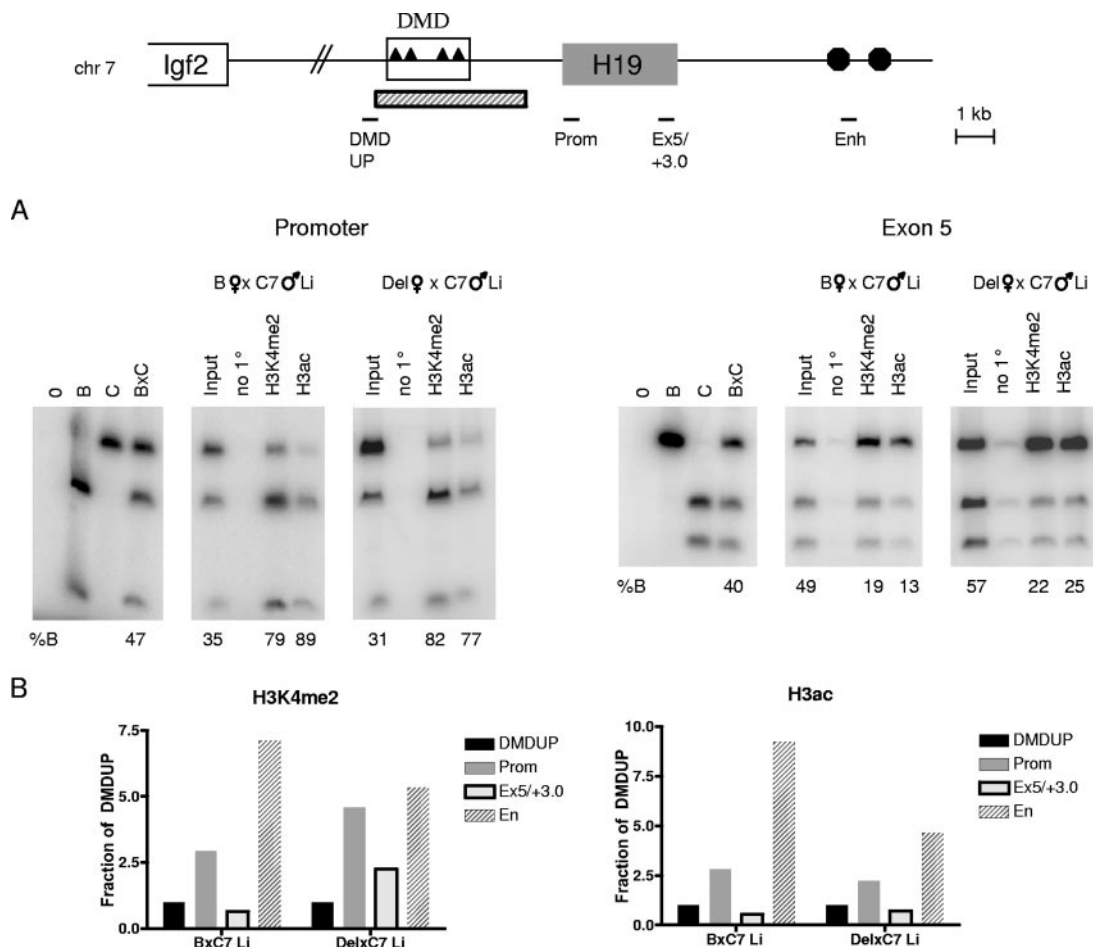 DMD
chr 7
Igf2
H19
DMD UP
Prom
Ex5/ +3.0
Enh
1 kb
A
Promoter
Exon 5
B♀x C7♂Li
Del♀ x C7♂Li
B♀x C7♂Li
Del♀ x C7♂Li
0
B
C
BxC
Input
no 1°
H3K4me2
H3ac
Input
no 1°
H3K4me2
H3ac
0
B
C
BxC
Input
no 1°
H3K4me2
H3ac
Input
no 1°
H3K4me2
H3ac
%B 47 35 79 89 31 82 77
%B 40 49 19 13 57 22 25
B
H3K4me2
Fraction of DMDUP
7.5
5.0
2.5
0.0
BxC7 Li
DelxC7 Li
DMDUP
Prom
Ex5/+3.0
En
H3ac
Fraction of DMDUP
10.0
7.5
5.0
2.5
0.0
BxC7 Li
DelxC7 Li
DMDUP
Prom
Ex5/+3.0
En